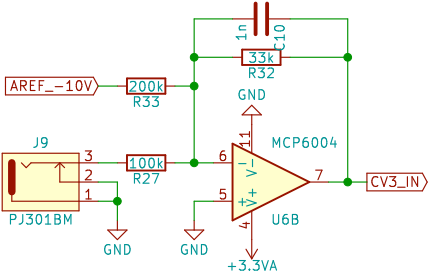 1n
C10
33k
R32
AREF_-10V
200k
R33
GND
11
MCP6004
J9
3
100k
R27
6
-
V-
7
CV3_IN
2
1
5
+
V+
4
U6B
PJ301BM
GND
GND
+3.3VA